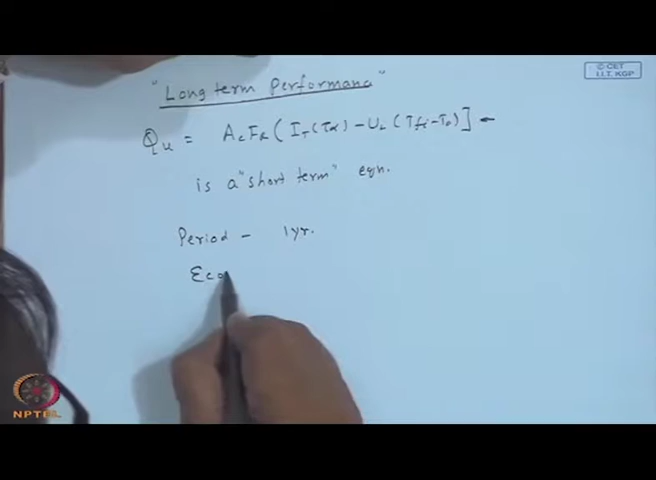 ©CET
I.I.T. KGP
"Long term Performance"
Qu = AcFR( IT(τα) - UL(Tfi-Ta)] ←
is a "short term" eqn.
Period - 1yr.
Eco
NPTEL